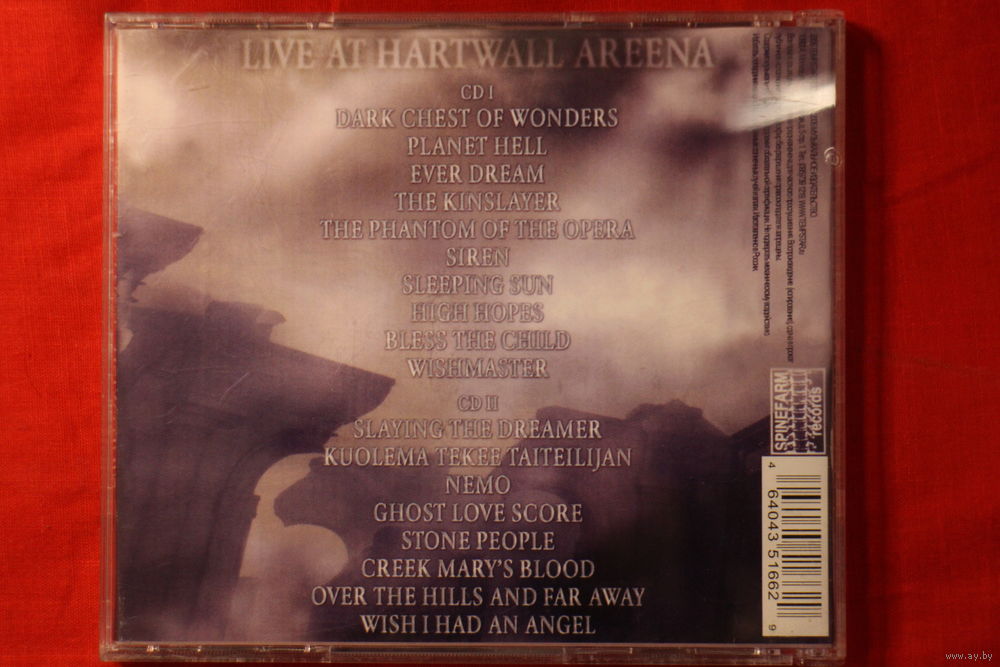 LIVE AT HARTWALL AREENA
CD I
DARK CHEST OF WONDERS
PLANET HELL
EVER DREAM
THE KINSLAYER
THE PHANTOM OF THE OPERA
SIREN
SLEEPING SUN
HIGH HOPES
BLESS THE CHILD
WISHMASTER
CD II
SLAYING THE DREAMER
KUOLEMA TEKEE TAITEILIJAN
NEMO
GHOST LOVE SCORE
STONE PEOPLE
CREEK MARY'S BLOOD
OVER THE HILLS AND FAR AWAY
WISH I HAD AN ANGEL
SPINEFARM
records
4 64043 51662 9
www.ay.by